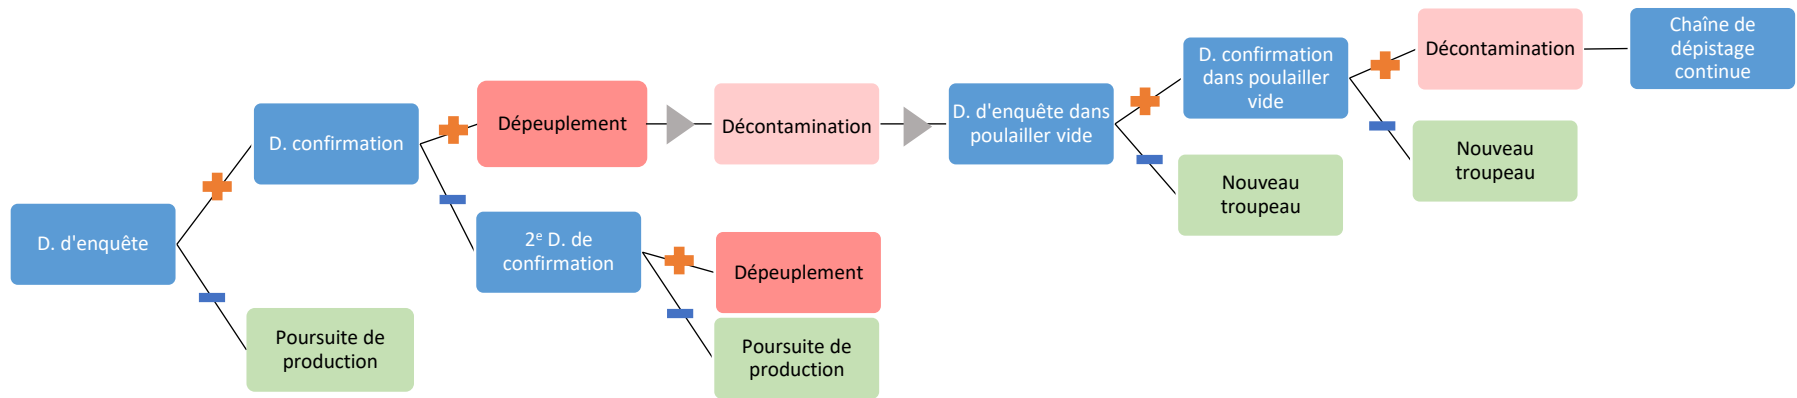 D. d'enquête
D. confirmation
Poursuite de
production
Dépeuplement
2ᵉ D. de
confirmation
Décontamination
Dépeuplement
Poursuite de
production
D. d'enquête dans
poulailler vide
D. confirmation
dans poulailler
vide
Nouveau
troupeau
Décontamination
Nouveau
troupeau
Chaîne de
dépistage
continue